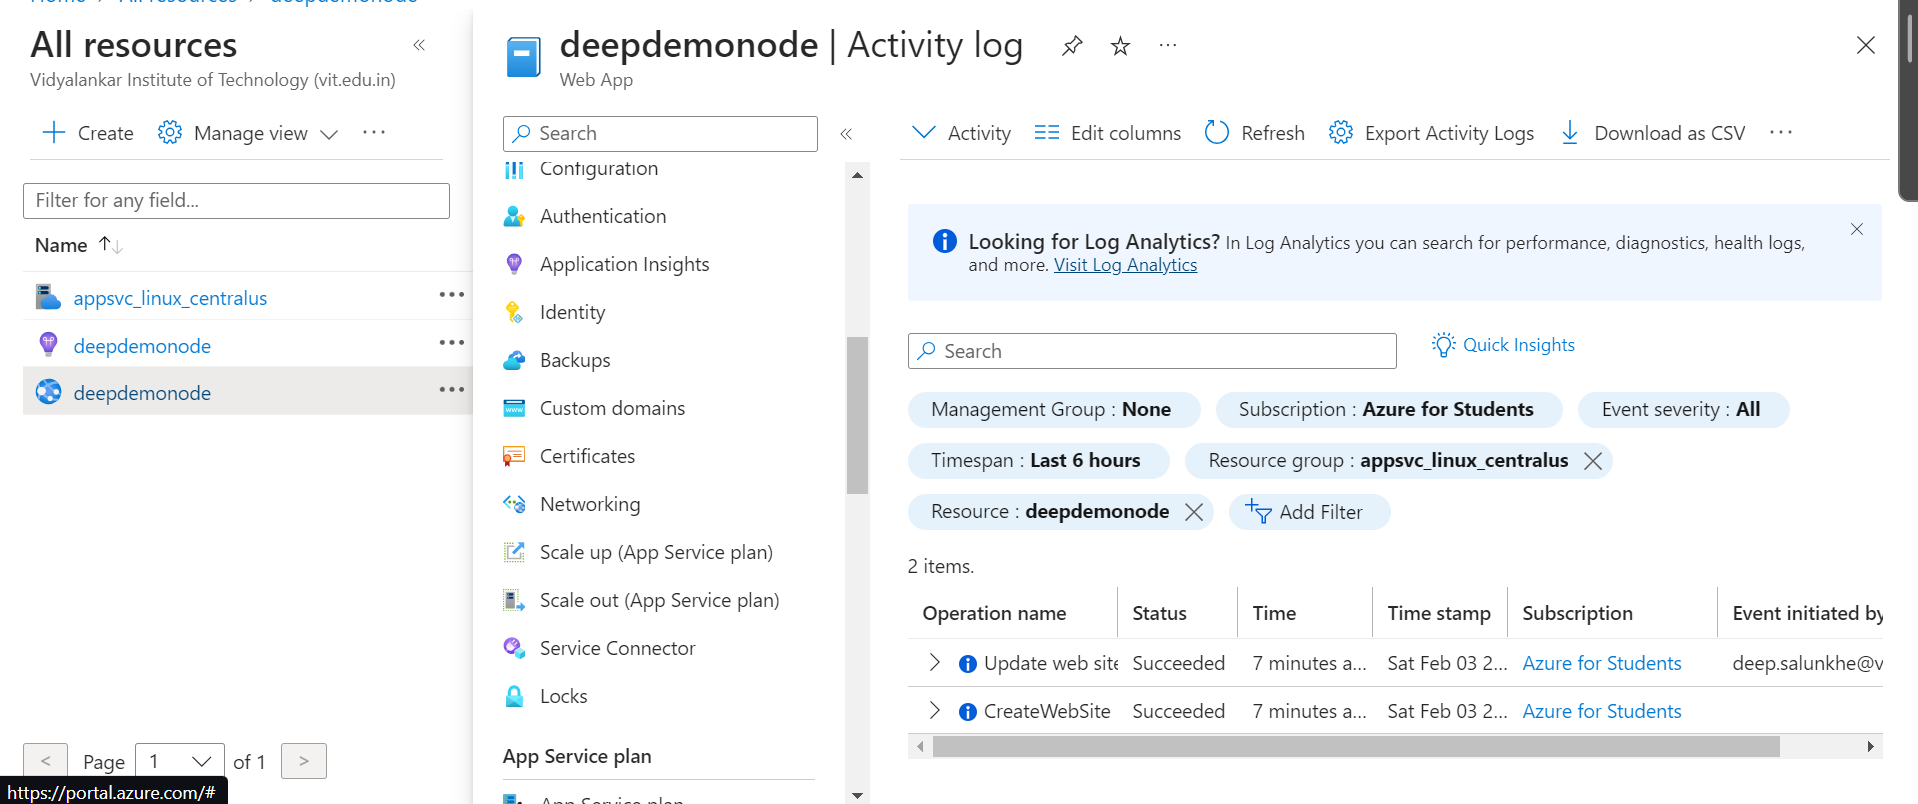 Home > All resources > deepdemonode
All resources
«
Vidyalankar Institute of Technology (vit.edu.in)
Create
Manage view
...
Filter for any field...
Name ↑↓
appsvc_linux_centralus
...
deepdemonode
...
deepdemonode
...
<
Page
1
of 1
>
https://portal.azure.com/#
deepdemonode | Activity log
...
Web App
Search
«
Configuration
Authentication
Application Insights
Identity
Backups
Custom domains
Certificates
Networking
Scale up (App Service plan)
Scale out (App Service plan)
Service Connector
Locks
App Service plan
App Service plan
Activity
Edit columns
Refresh
Export Activity Logs
Download as CSV
...
Looking for Log Analytics? In Log Analytics you can search for performance, diagnostics, health logs,
and more. Visit Log Analytics
Search
Quick Insights
Management Group : None
Subscription : Azure for Students
Event severity : All
Timespan : Last 6 hours
Resource group : appsvc_linux_centralus
Resource : deepdemonode
Add Filter
2 items.
Operation name Status Time Time stamp Subscription Event initiated by
Update web site Succeeded 7 minutes a... Sat Feb 03 2... Azure for Students deep.salunkhe@v
CreateWebSite Succeeded 7 minutes a... Sat Feb 03 2... Azure for Students